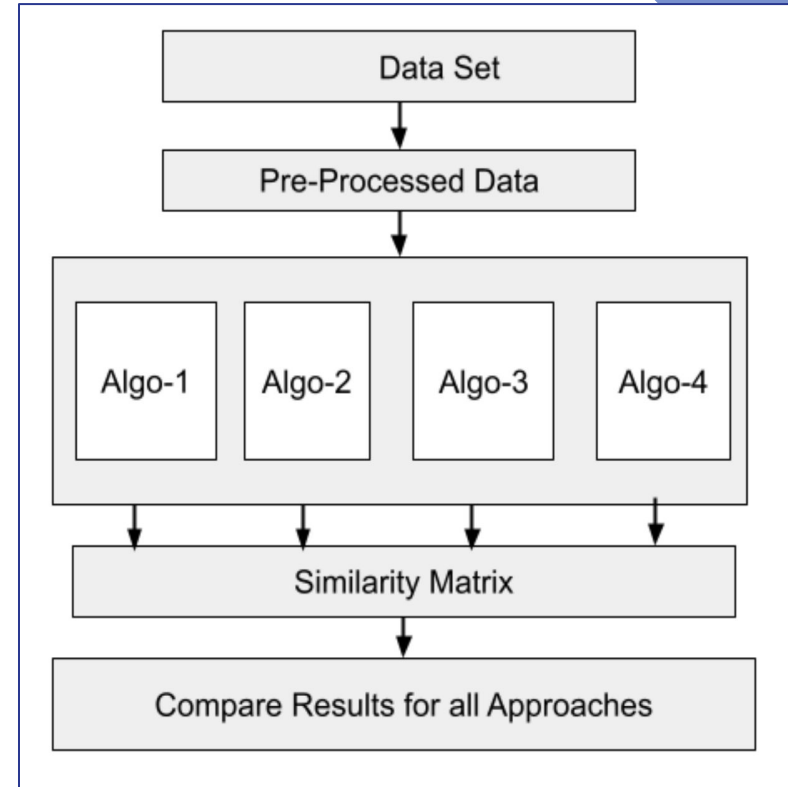 Data Set
Pre-Processed Data
Algo-1
Algo-2
Algo-3
Algo-4
Similarity Matrix
Compare Results for all Approaches